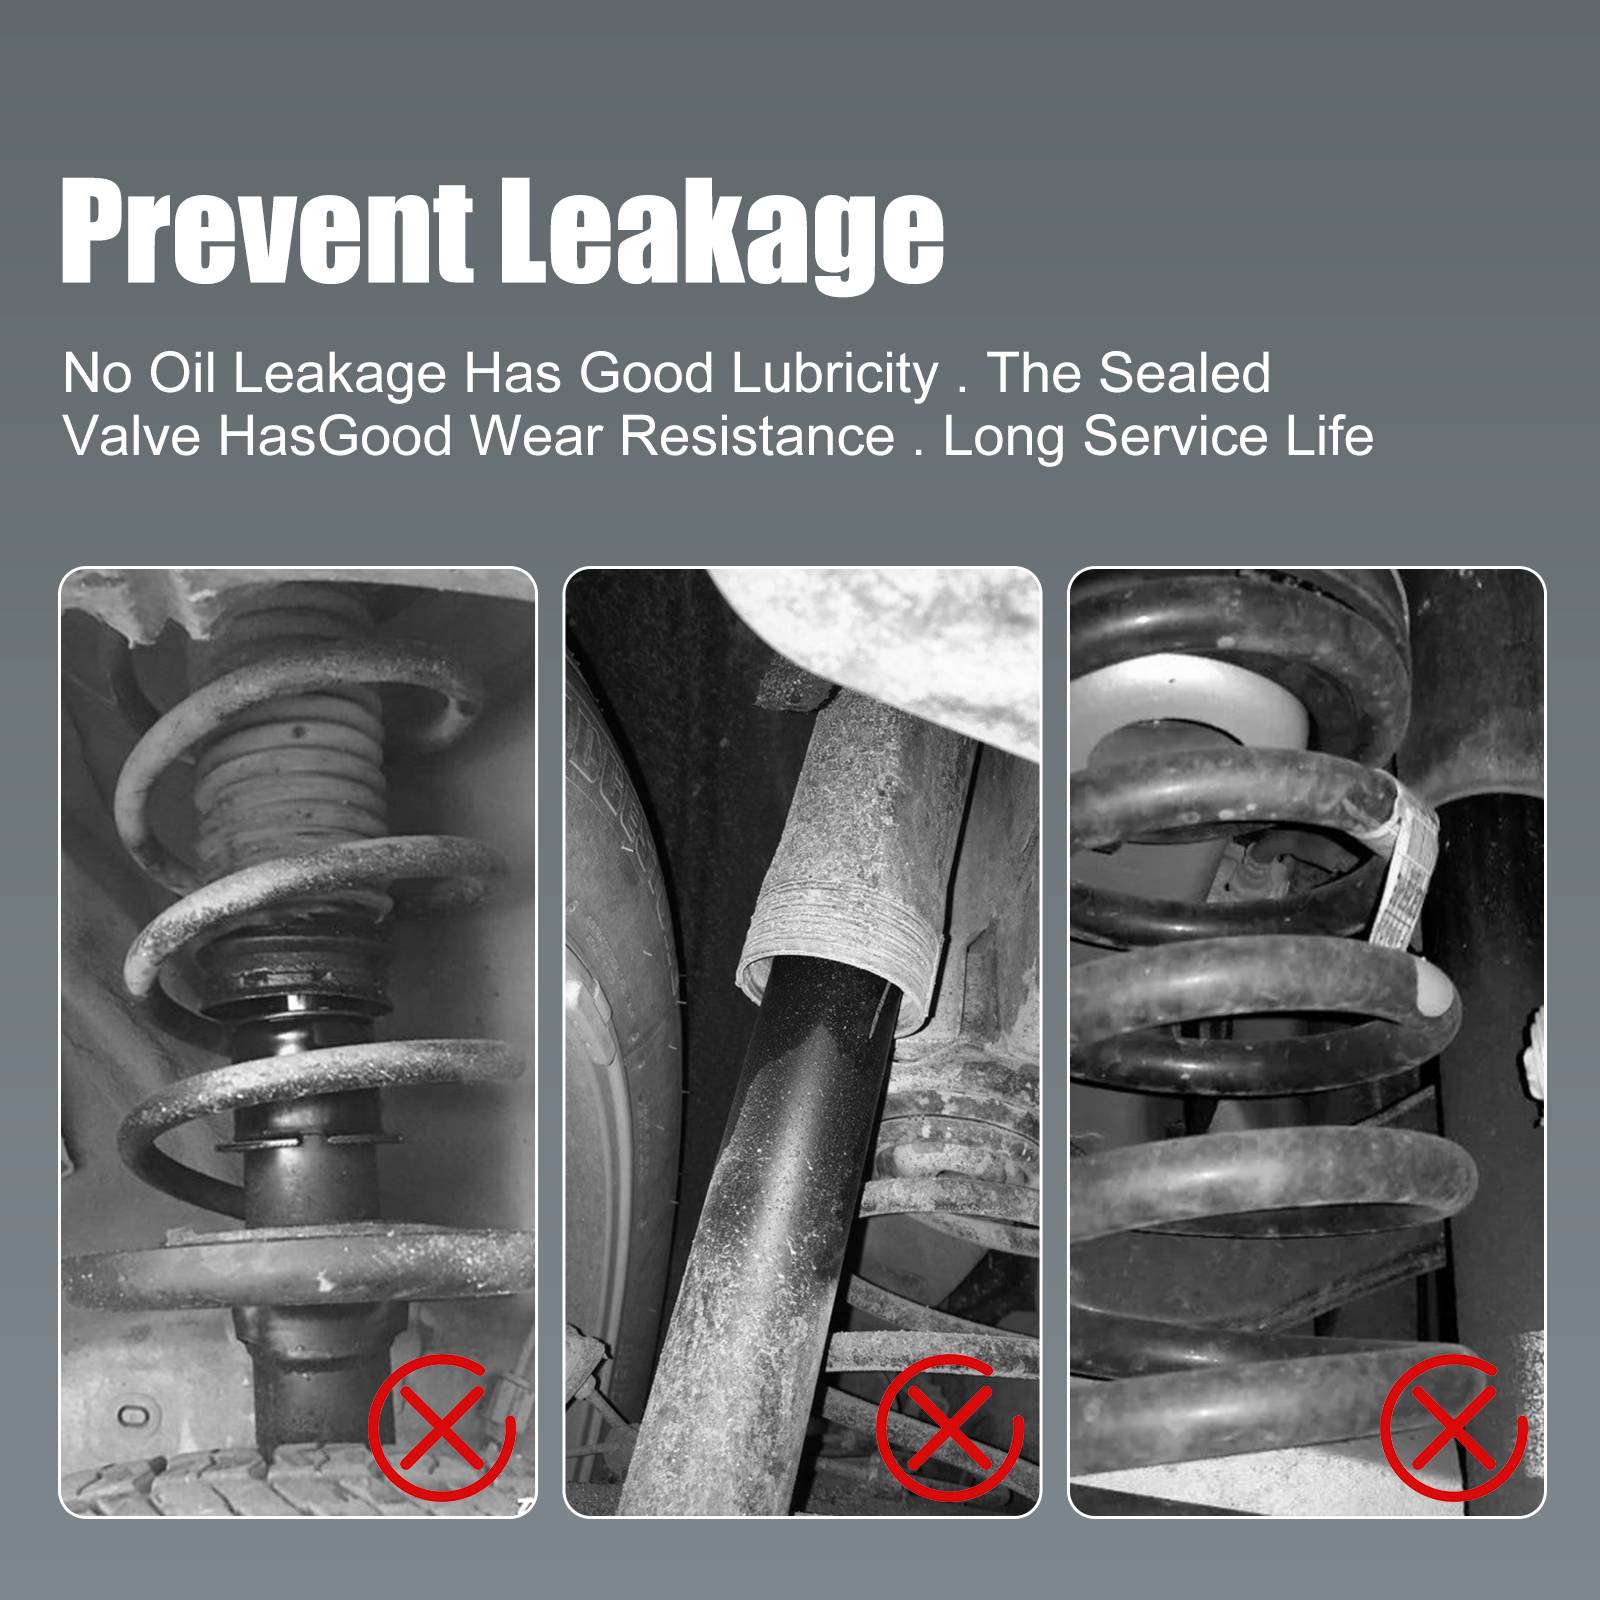 Prevent Leakage
No Oil Leakage Has Good Lubricity . The Sealed
Valve HasGood Wear Resistance . Long Service Life